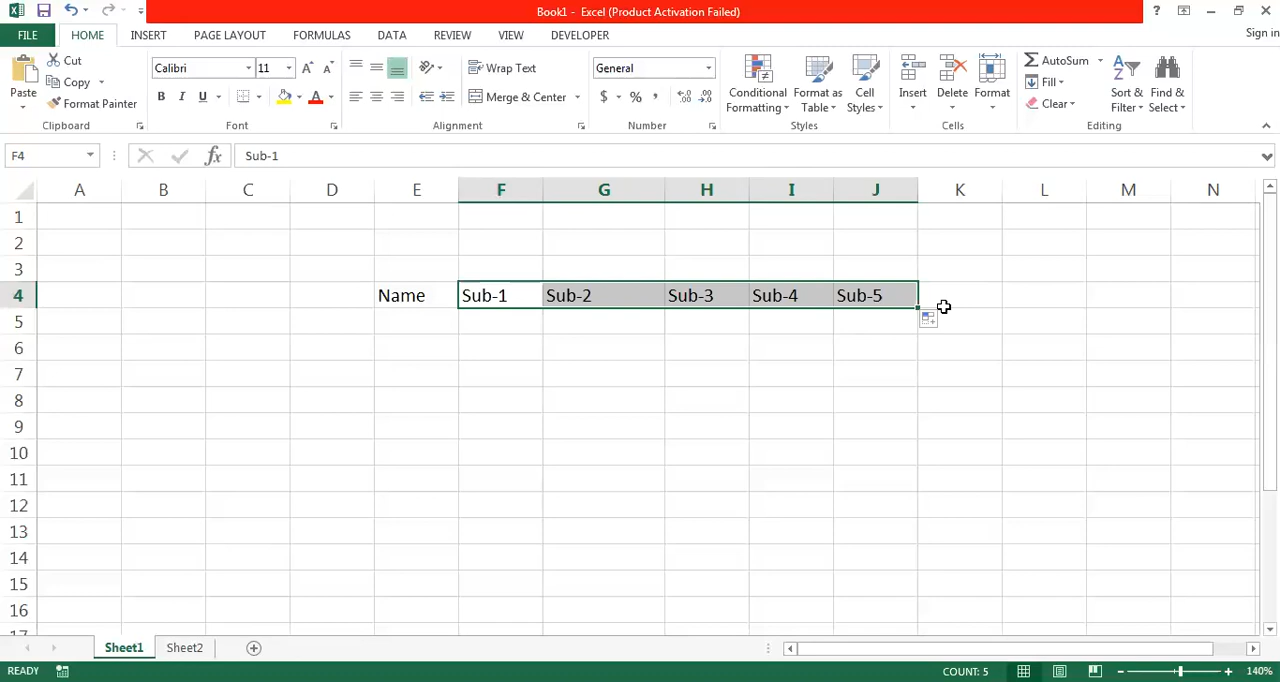 Book1 - Excel (Product Activation Failed)
?
FILE HOME INSERT PAGE LAYOUT FORMULAS DATA REVIEW VIEW DEVELOPER Sign in
Paste
Cut
Copy
Format Painter
Clipboard
Calibri 11
B I U
Font
Wrap Text
Merge & Center
Alignment
General
$ % ,
Number
Conditional Formatting
Format as Table
Cell Styles
Styles
Insert
Delete
Format
Cells
AutoSum
Fill
Clear
Sort & Filter
Find & Select
Editing
F4 fx Sub-1
A B C D E F G H I J K L M N
1
2
3
4 Name Sub-1 Sub-2 Sub-3 Sub-4 Sub-5
5
6
7
8
9
10
11
12
13
14
15
16
17
Sheet1 Sheet2
READY COUNT: 5 140%